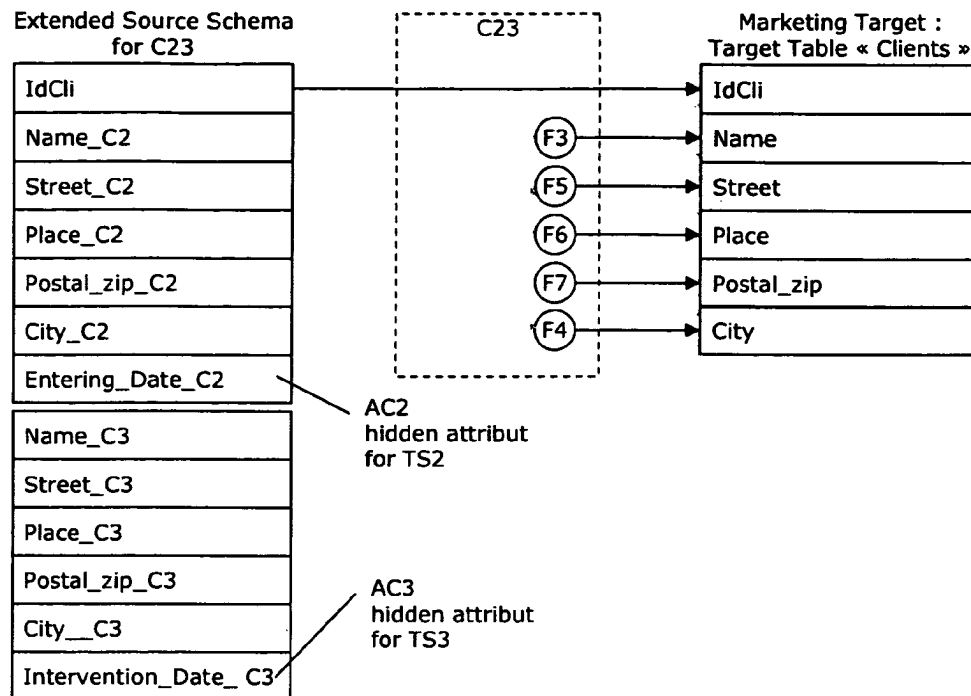 Extended Source Schema
for C23
IdCli
Name_C2
Street_C2
Place_C2
Postal_zip_C2
City_C2
Entering_Date_C2
Name_C3
Street_C3
Place_C3
Postal_zip_C3
City__C3
Intervention_Date_ C3
C23
F3
F5
F6
F7
F4
AC2
hidden attribut
for TS2
AC3
hidden attribut
for TS3
Marketing Target :
Target Table « Clients »
IdCli
Name
Street
Place
Postal_zip
City